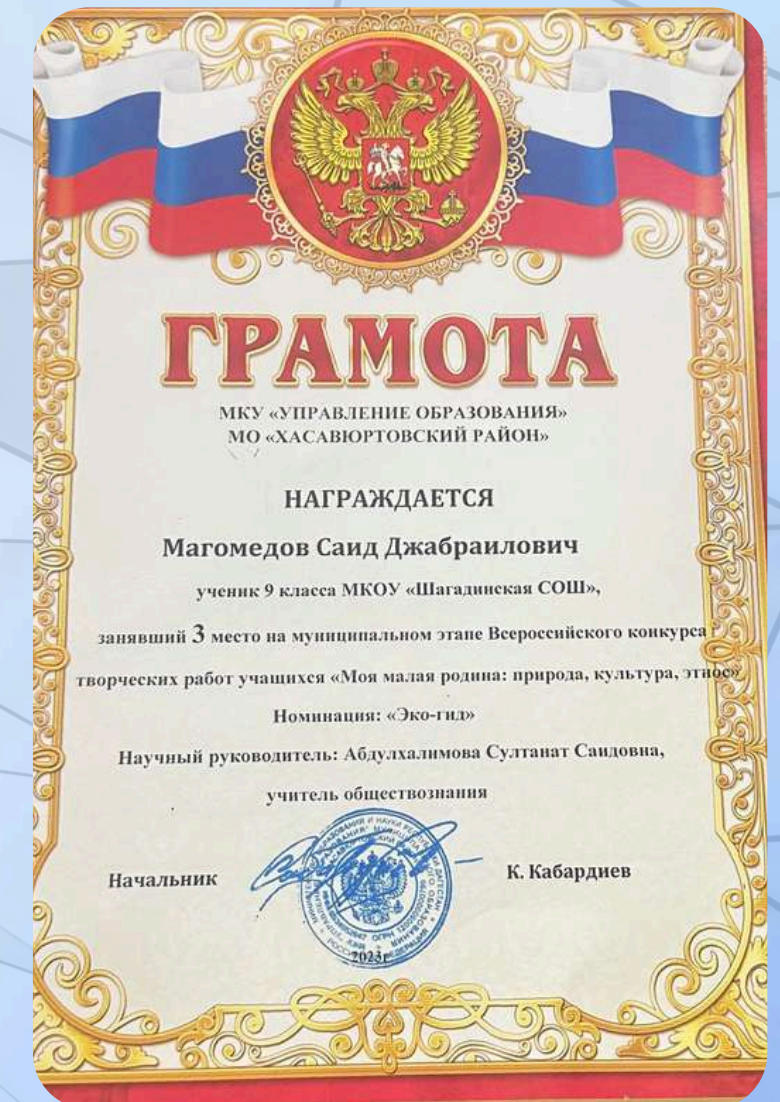 ГРАМОТА
МКУ «УПРАВЛЕНИЕ ОБРАЗОВАНИЯ»
МО «ХАСАВЮРТОВСКИЙ РАЙОН»
НАГРАЖДАЕТСЯ
Магомедов Саид Джабраилович
ученик 9 класса МКОУ «Шагадинская СОШ»,
занявший 3 место на муниципальном этапе Всероссийского конкурса
творческих работ учащихся «Моя малая родина: природа, культура, этнос»
Номинация: «Эко-гид»
Научный руководитель: Абдулхалимова Султанат Саидовна,
учитель обществознания
Начальник К. Кабардиев
2023г